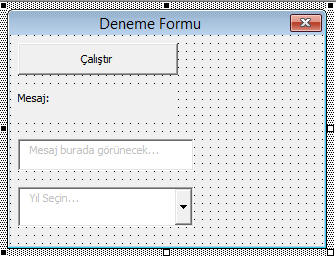 Deneme Formu
Çalıştır
Mesaj:
Mesaj burada görünecek...
Yıl Seçin...